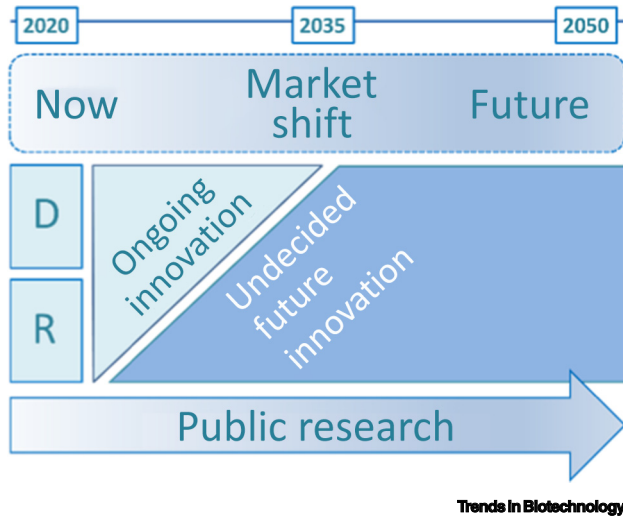 2020 2035 2050
Now
Market
shift
Future
D
R
Ongoing
innovation
Undecided
future
innovation
Public research
Trends in Biotechnology